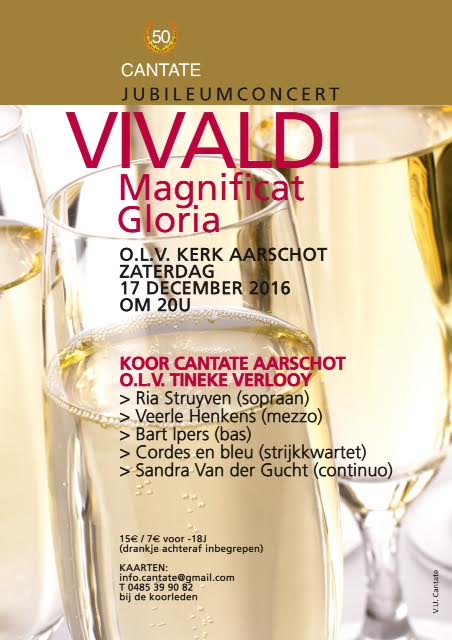 50
CANTATE
JUBILEUMCONCERT
VIVALDI
Magnificat
Gloria
O.L.V. KERK AARSCHOT
ZATERDAG
17 DECEMBER 2016
OM 20U
KOOR CANTATE AARSCHOT
O.L.V. TINEKE VERLOOY
> Ria Struyven (sopraan)
> Veerle Henkens (mezzo)
> Bart Ipers (bas)
> Cordes en bleu (strijkkwartet)
> Sandra Van der Gucht (continuo)
15€ / 7€ voor -18J
(drankje achteraf inbegrepen)
KAARTEN:
info.cantate@gmail.com
T 0485 39 90 82
bij de koorleden
V.U. Cantate